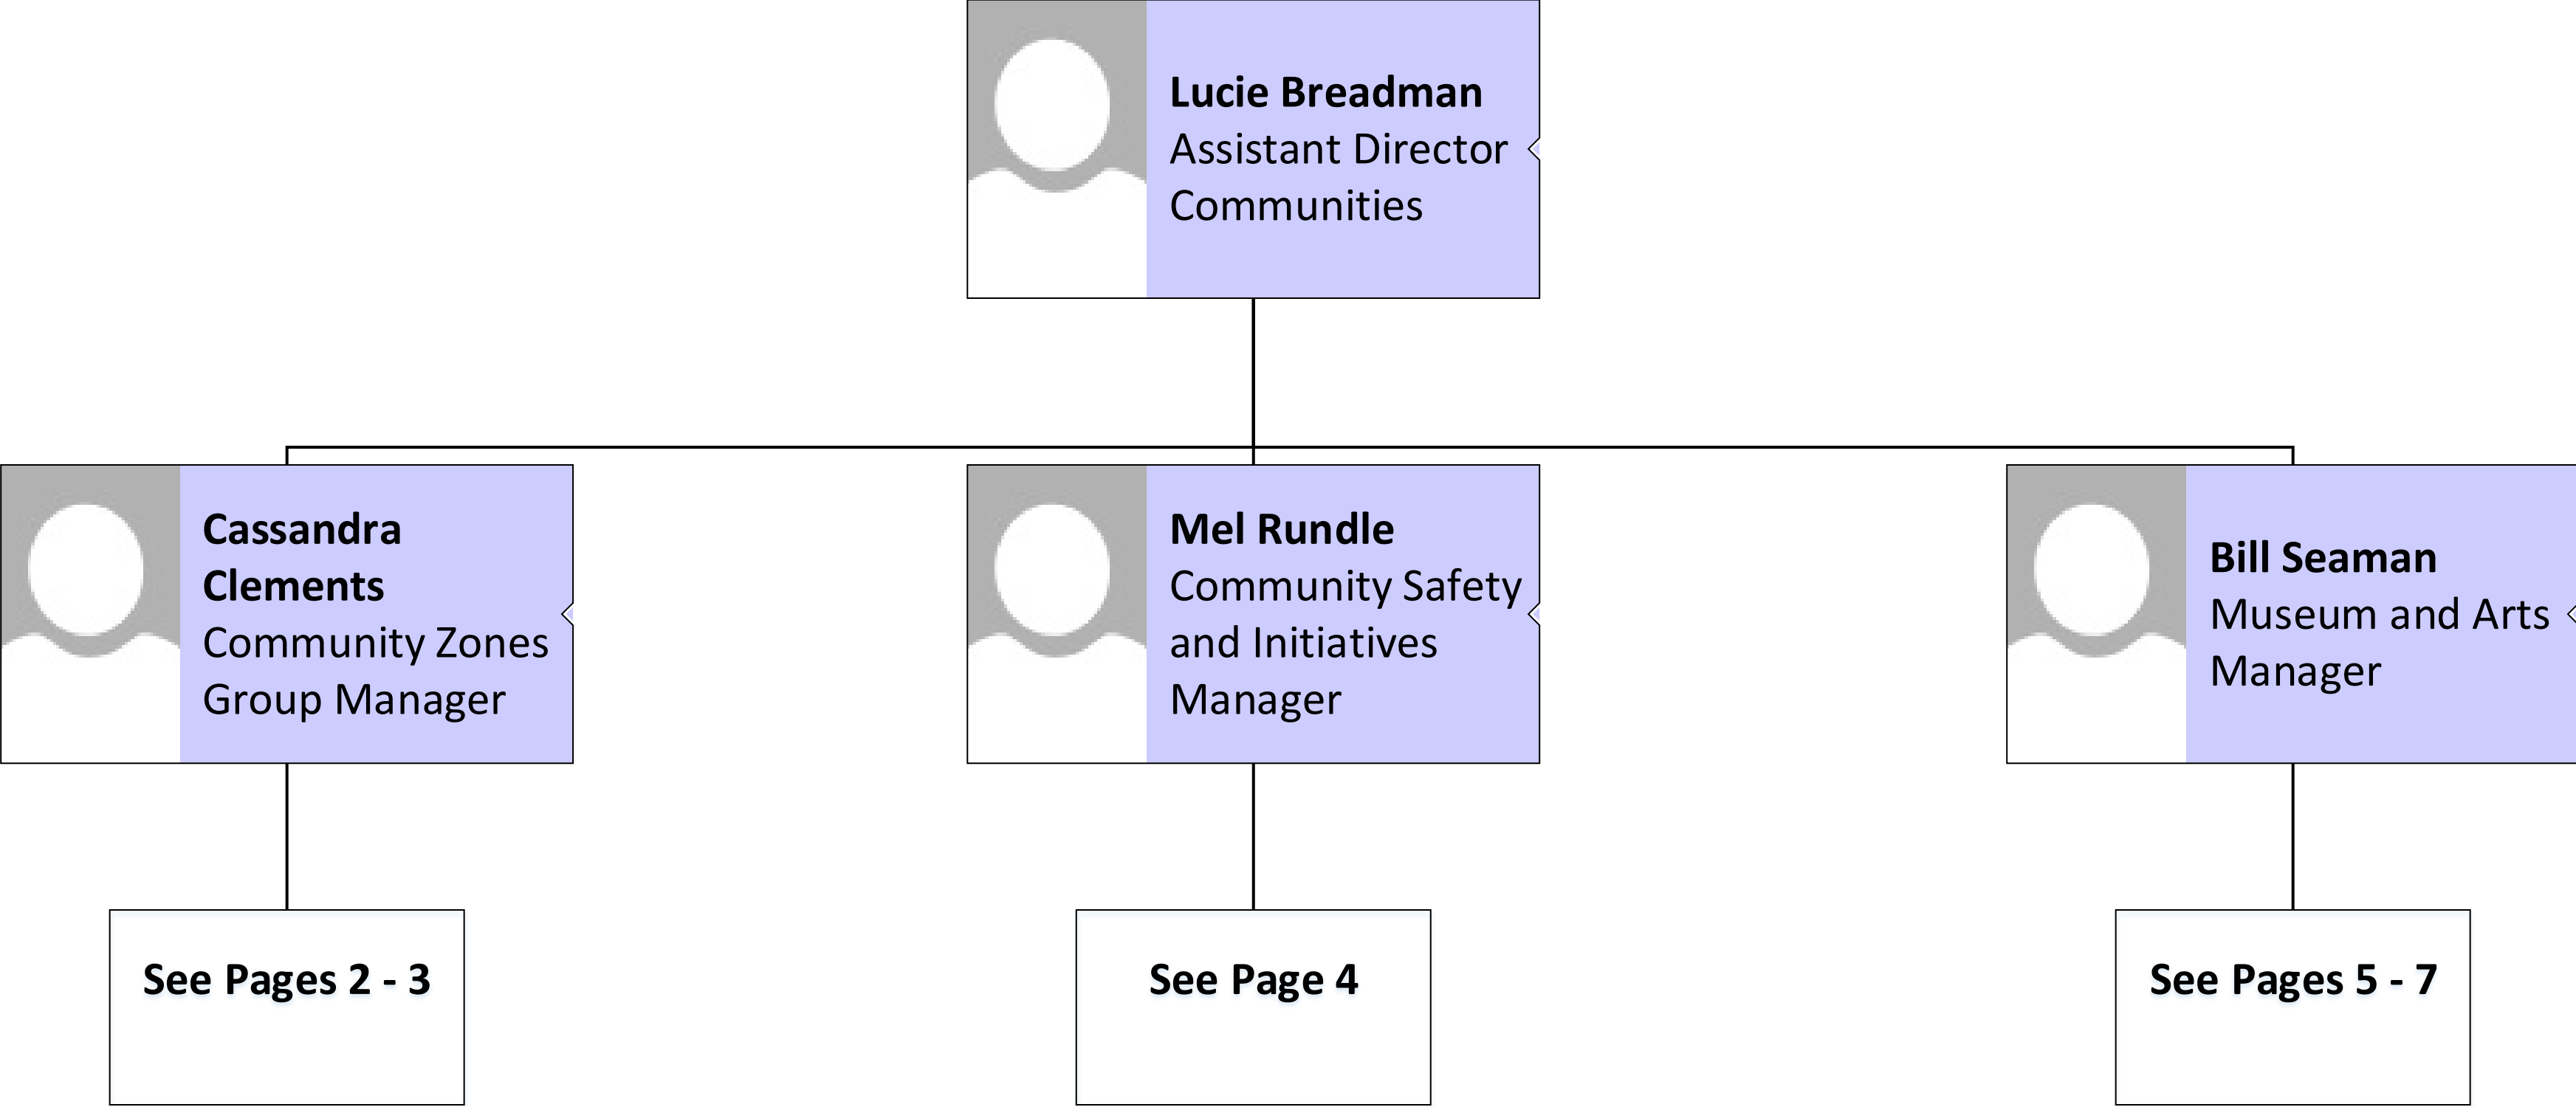 Lucie Breadman
Assistant Director
Communities
Cassandra
Clements
Community Zones
Group Manager
Mel Rundle
Community Safety
and Initiatives
Manager
Bill Seaman
Museum and Arts
Manager
See Pages 2 - 3
See Page 4
See Pages 5 - 7